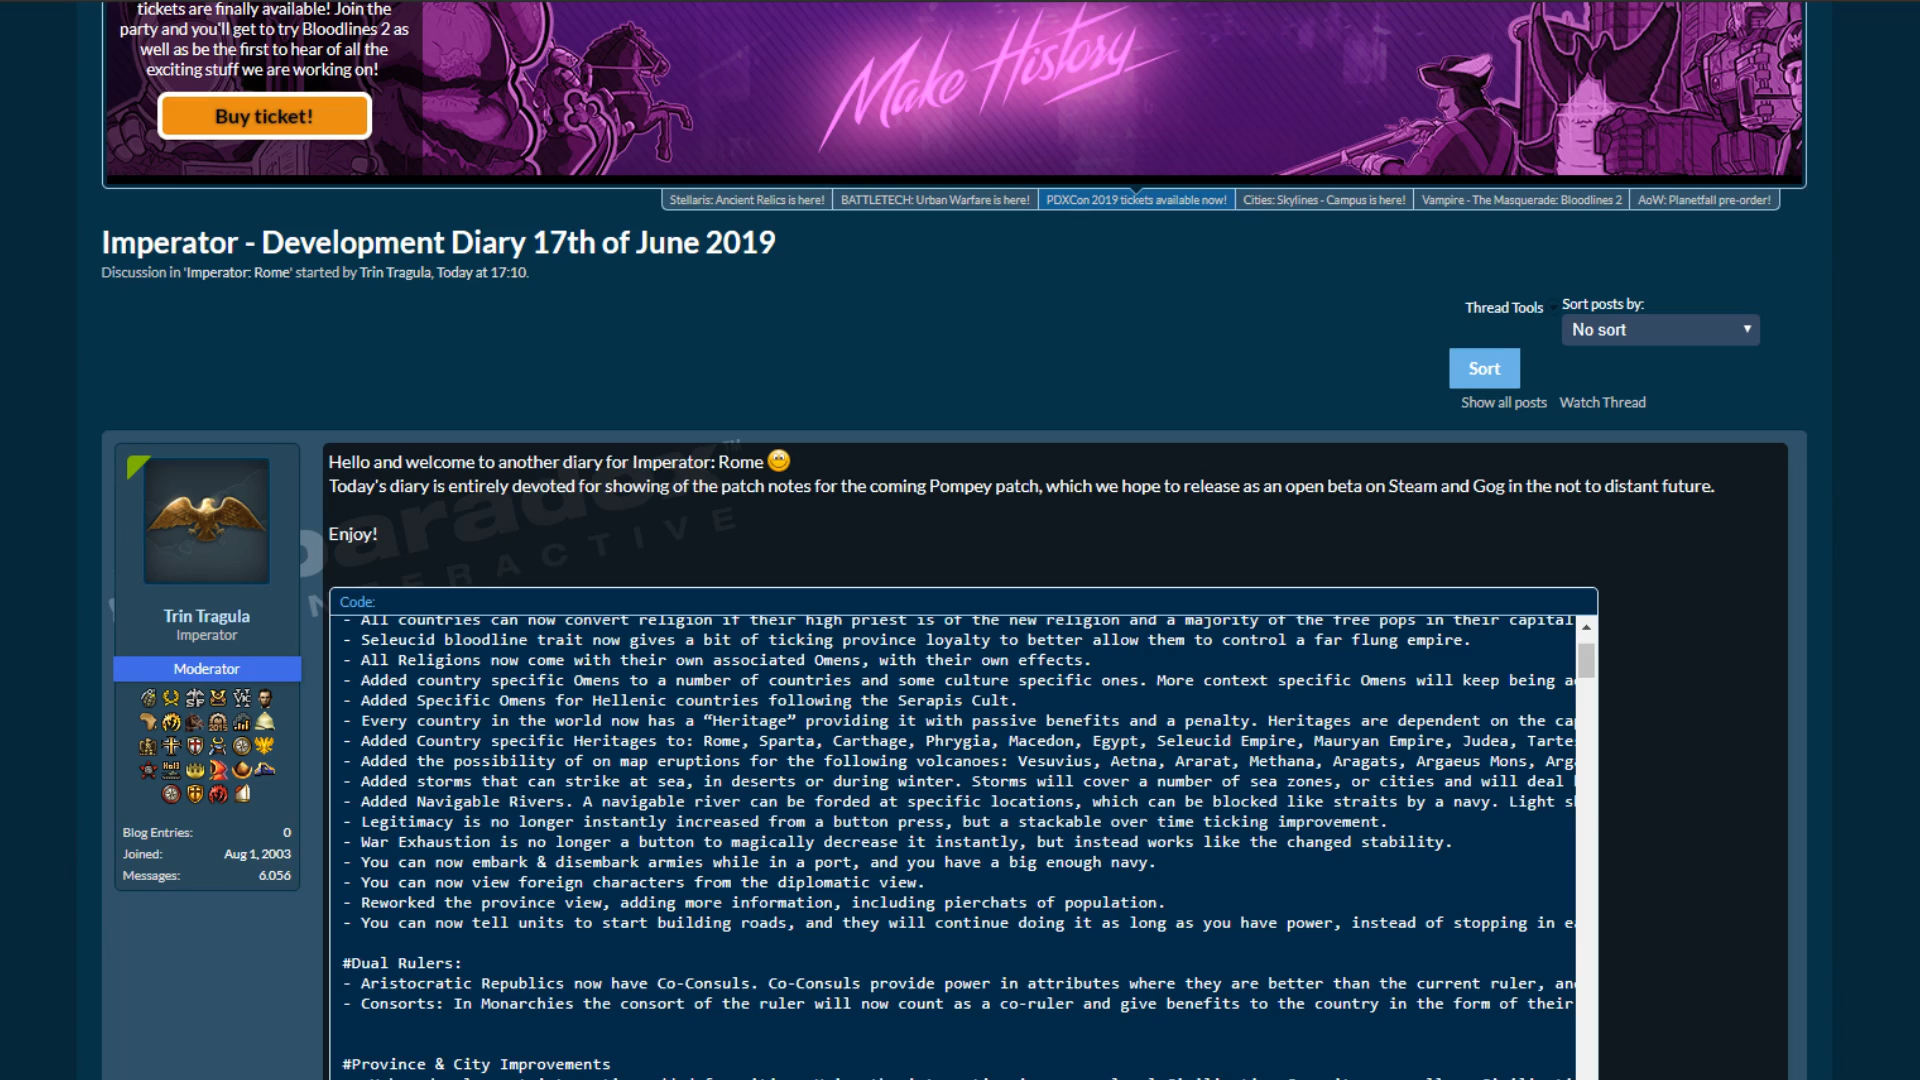 tickets are finally available! Join the
party and you'll get to try Bloodlines 2 as
well as be the first to hear of all the
exciting stuff we are working on!
Buy ticket!
Make History
Stellaris: Ancient Relics is here!
BATTLETECH: Urban Warfare is here!
PDXCon 2019 tickets available now!
Cities: Skylines - Campus is here!
Vampire - The Masquerade: Bloodlines 2
AoW: Planetfall pre-order!
Imperator - Development Diary 17th of June 2019
Discussion in 'Imperator: Rome' started by Trin Tragula, Today at 17:10.
Thread Tools
Sort posts by:
No sort
Sort
Show all posts
Watch Thread
Trin Tragula
Imperator
Moderator
Blog Entries: 0
Joined: Aug 1, 2003
Messages: 6.056
Hello and welcome to another diary for Imperator: Rome
Today's diary is entirely devoted for showing of the patch notes for the coming Pompey patch, which we hope to release as an open beta on Steam and Gog in the not to distant future.
Enjoy!
Code:
- All countries can now convert religion if their high priest is of the new religion and a majority of the free pops in their capital
- Seleucid bloodline trait now gives a bit of ticking province loyalty to better allow them to control a far flung empire.
- All Religions now come with their own associated Omens, with their own effects.
- Added country specific Omens to a number of countries and some culture specific ones. More context specific Omens will keep being a
- Added Specific Omens for Hellenic countries following the Serapis Cult.
- Every country in the world now has a “Heritage” providing it with passive benefits and a penalty. Heritages are dependent on the ca
- Added Country specific Heritages to: Rome, Sparta, Carthage, Phrygia, Macedon, Egypt, Seleucid Empire, Mauryan Empire, Judea, Tarte
- Added the possibility of on map eruptions for the following volcanoes: Vesuvius, Aetna, Ararat, Methana, Aragats, Argaeus Mons, Arg
- Added storms that can strike at sea, in deserts or during winter. Storms will cover a number of sea zones, or cities and will deal
- Added Navigable Rivers. A navigable river can be forded at specific locations, which can be blocked like straits by a navy. Light s
- Legitimacy is no longer instantly increased from a button press, but a stackable over time ticking improvement.
- War Exhaustion is no longer a button to magically decrease it instantly, but instead works like the changed stability.
- You can now embark & disembark armies while in a port, and you have a big enough navy.
- You can now view foreign characters from the diplomatic view.
- Reworked the province view, adding more information, including pierchats of population.
- You can now tell units to start building roads, and they will continue doing it as long as you have power, instead of stopping in e
#Dual Rulers:
- Aristocratic Republics now have Co-Consuls. Co-Consuls provide power in attributes where they are better than the current ruler, an
- Consorts: In Monarchies the consort of the ruler will now count as a co-ruler and give benefits to the country in the form of their
#Province & City Improvements